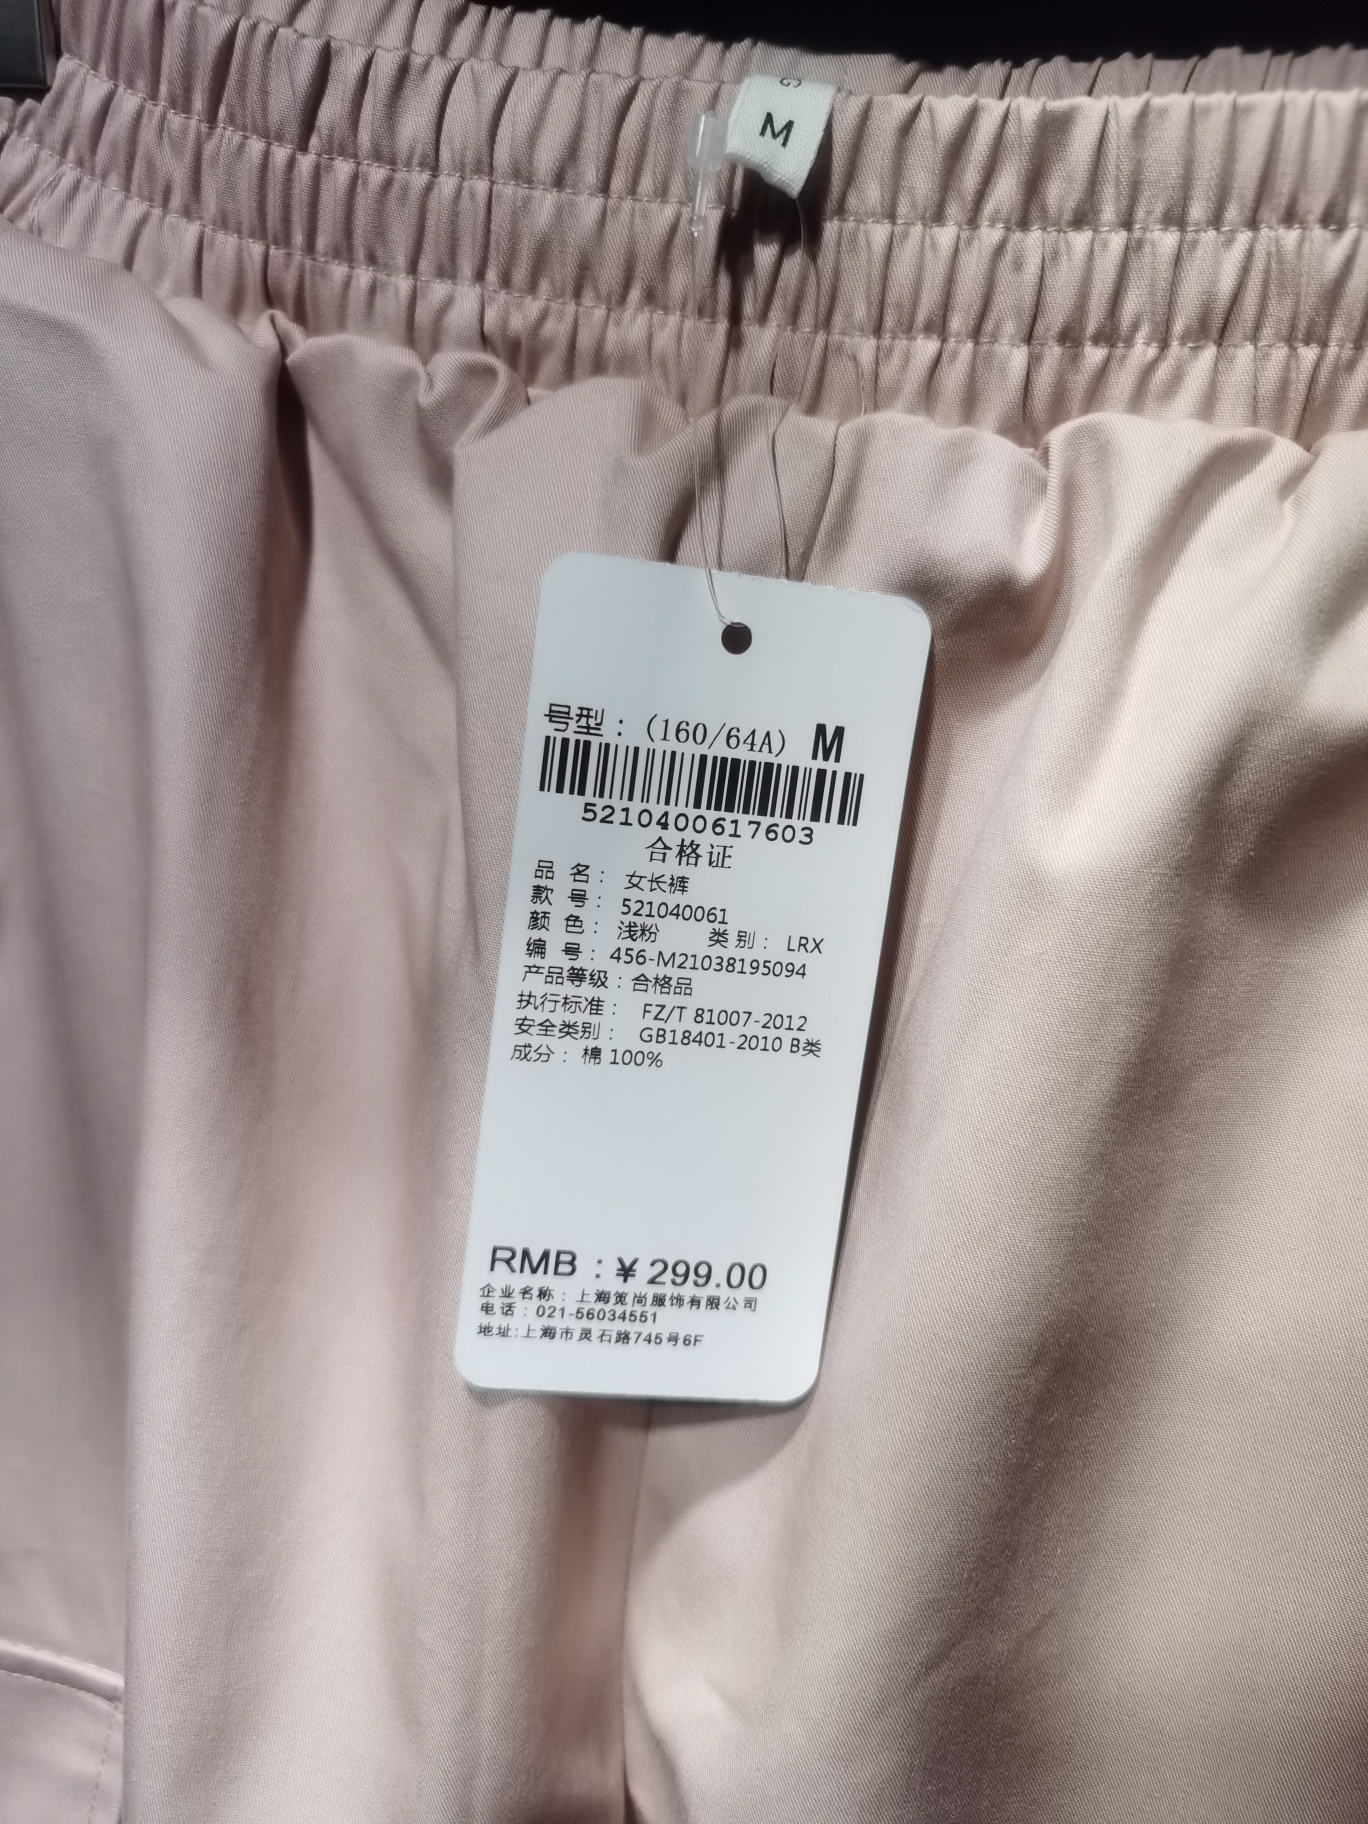 G
M
号型：(160/64A) M
5210400617603
合格证
品 名： 女长裤
款 号： 521040061
颜 色： 浅粉 类别： LRX
编 号： 456-M21038195094
产品等级：合格品
执行标准： FZ/T 81007-2012
安全类别： GB18401-2010 B类
成分：棉 100%
RMB：¥ 299.00
企业名称：上海笕尚服饰有限公司
电话：021-56034551
地址:上海市灵石路745号6F